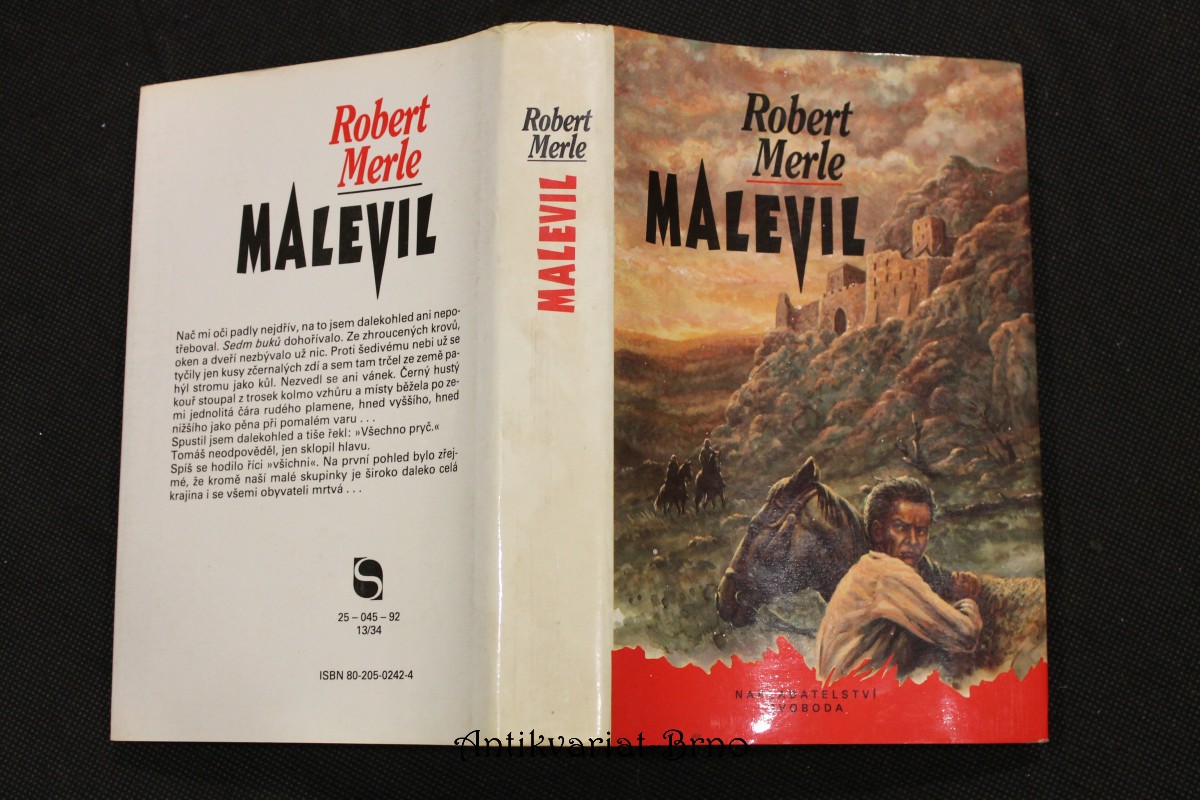 Robert
Merle
MALEVIL
Nač mi oči padly nejdřív, na to jsem dalekohled ani nepo-
třeboval. Sedm buků dohořívalo. Ze zhroucených krovů,
oken a dveří nezbývalo už nic. Proti šedivému nebi už se
tyčily jen kusy zčernalých zdí a sem tam trčel ze země pa-
hýl stromu jako kůl. Nezvedl se ani vánek. Černý hustý
kouř stoupal z trosek kolmo vzhůru a místy běžela po ze-
mi jednolitá čára rudého plamene, hned vyššího, hned
nižšího jako pěna při pomalém varu . . .
Spustil jsem dalekohled a tiše řekl: »Všechno pryč.«
Tomáš neodpověděl, jen sklopil hlavu.
Spíš se hodilo říci »všichni«. Na první pohled bylo zřej-
mé, že kromě naší malé skupinky je široko daleko celá
krajina i se všemi obyvateli mrtvá . . .
S
25 – 045 – 92
13/34
ISBN 80-205-0242-4
Robert
Merle
MALEVIL
Robert
Merle
MALEVIL
NAKLADATELSTVÍ
SVOBODA
Antikvariat-Brno